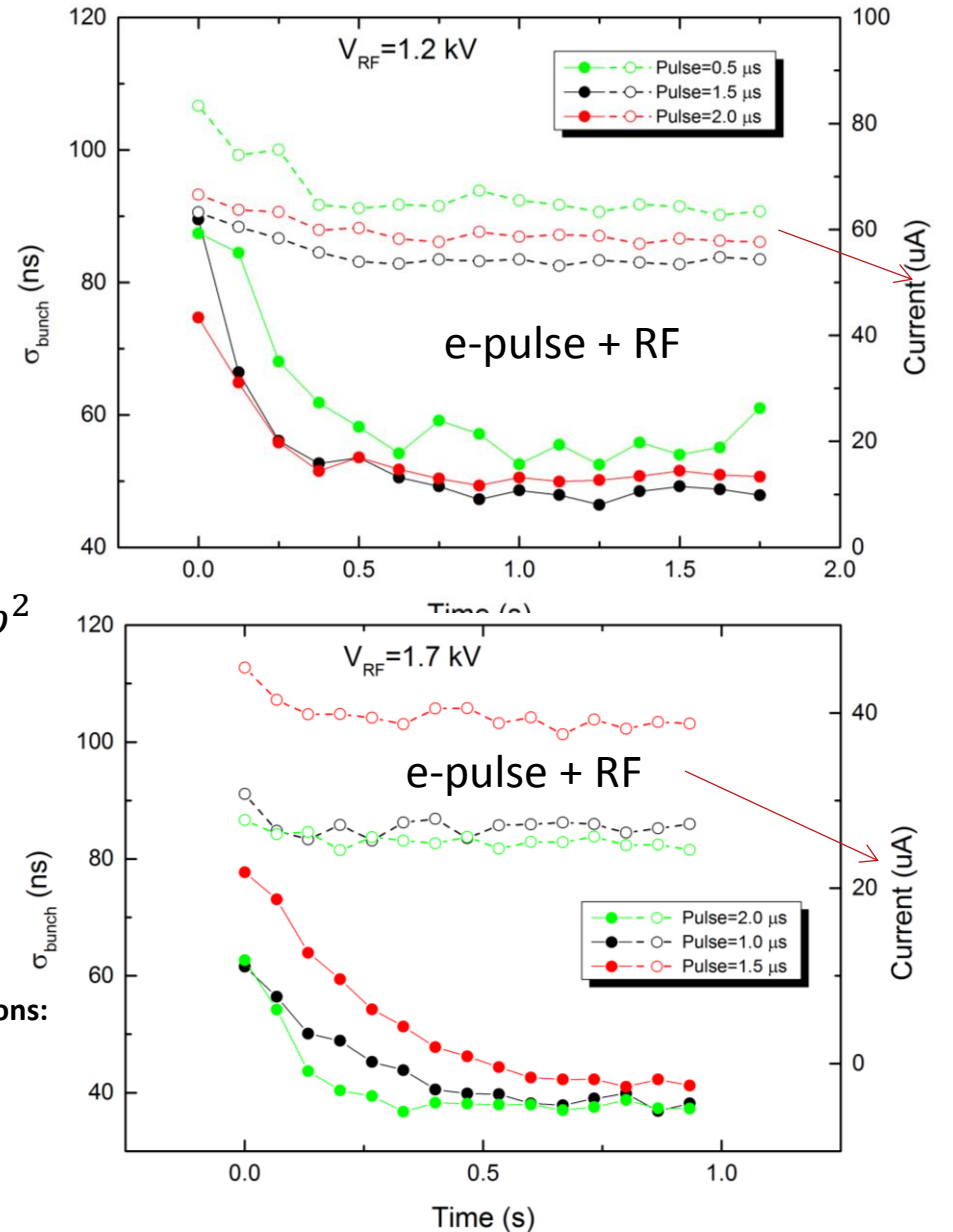 V_RF=1.2 kV
Pulse=0.5 μs
Pulse=1.5 μs
Pulse=2.0 μs
e-pulse + RF
120
100
80
60
40
σ_bunch (ns)
100
80
60
40
20
0
Current (uA)
0.0 0.5 1.0 1.5 2.0
Time (s)
2
V_RF=1.7 kV
e-pulse + RF
Pulse=2.0 μs
Pulse=1.0 μs
Pulse=1.5 μs
120
100
80
60
40
σ_bunch (ns)
40
20
0
Current (uA)
ons:
0.0 0.5 1.0
Time (s)